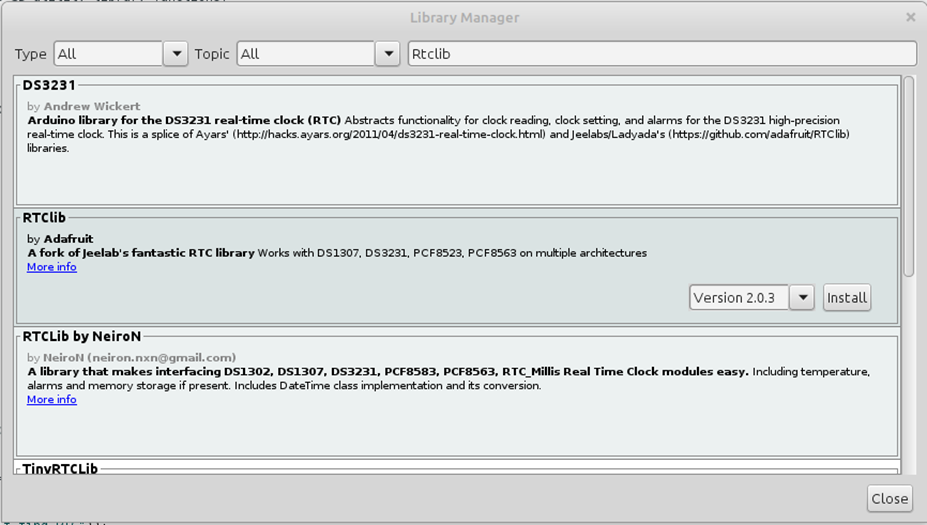 Library Manager
Type All Topic All Rtclib
DS3231
by Andrew Wickert
Arduino library for the DS3231 real-time clock (RTC) Abstracts functionality for clock reading, clock setting, and alarms for the DS3231 high-precision
real-time clock. This is a splice of Ayars' (http://hacks.ayars.org/2011/04/ds3231-real-time-clock.html) and Jeelabs/Ladyada's (https://github.com/adafruit/RTClib)
libraries.
RTClib
by Adafruit
A fork of Jeelab's fantastic RTC library Works with DS1307, DS3231, PCF8523, PCF8563 on multiple architectures
More info
Version 2.0.3 Install
RTCLib by NeiroN
by NeiroN (neiron.nxn@gmail.com)
A library that makes interfacing DS1302, DS1307, DS3231, PCF8583, PCF8563, RTC_Millis Real Time Clock modules easy. Including temperature,
alarms and memory storage if present. Includes DateTime class implementation and its conversion.
More info
TinyRTCLib
Close